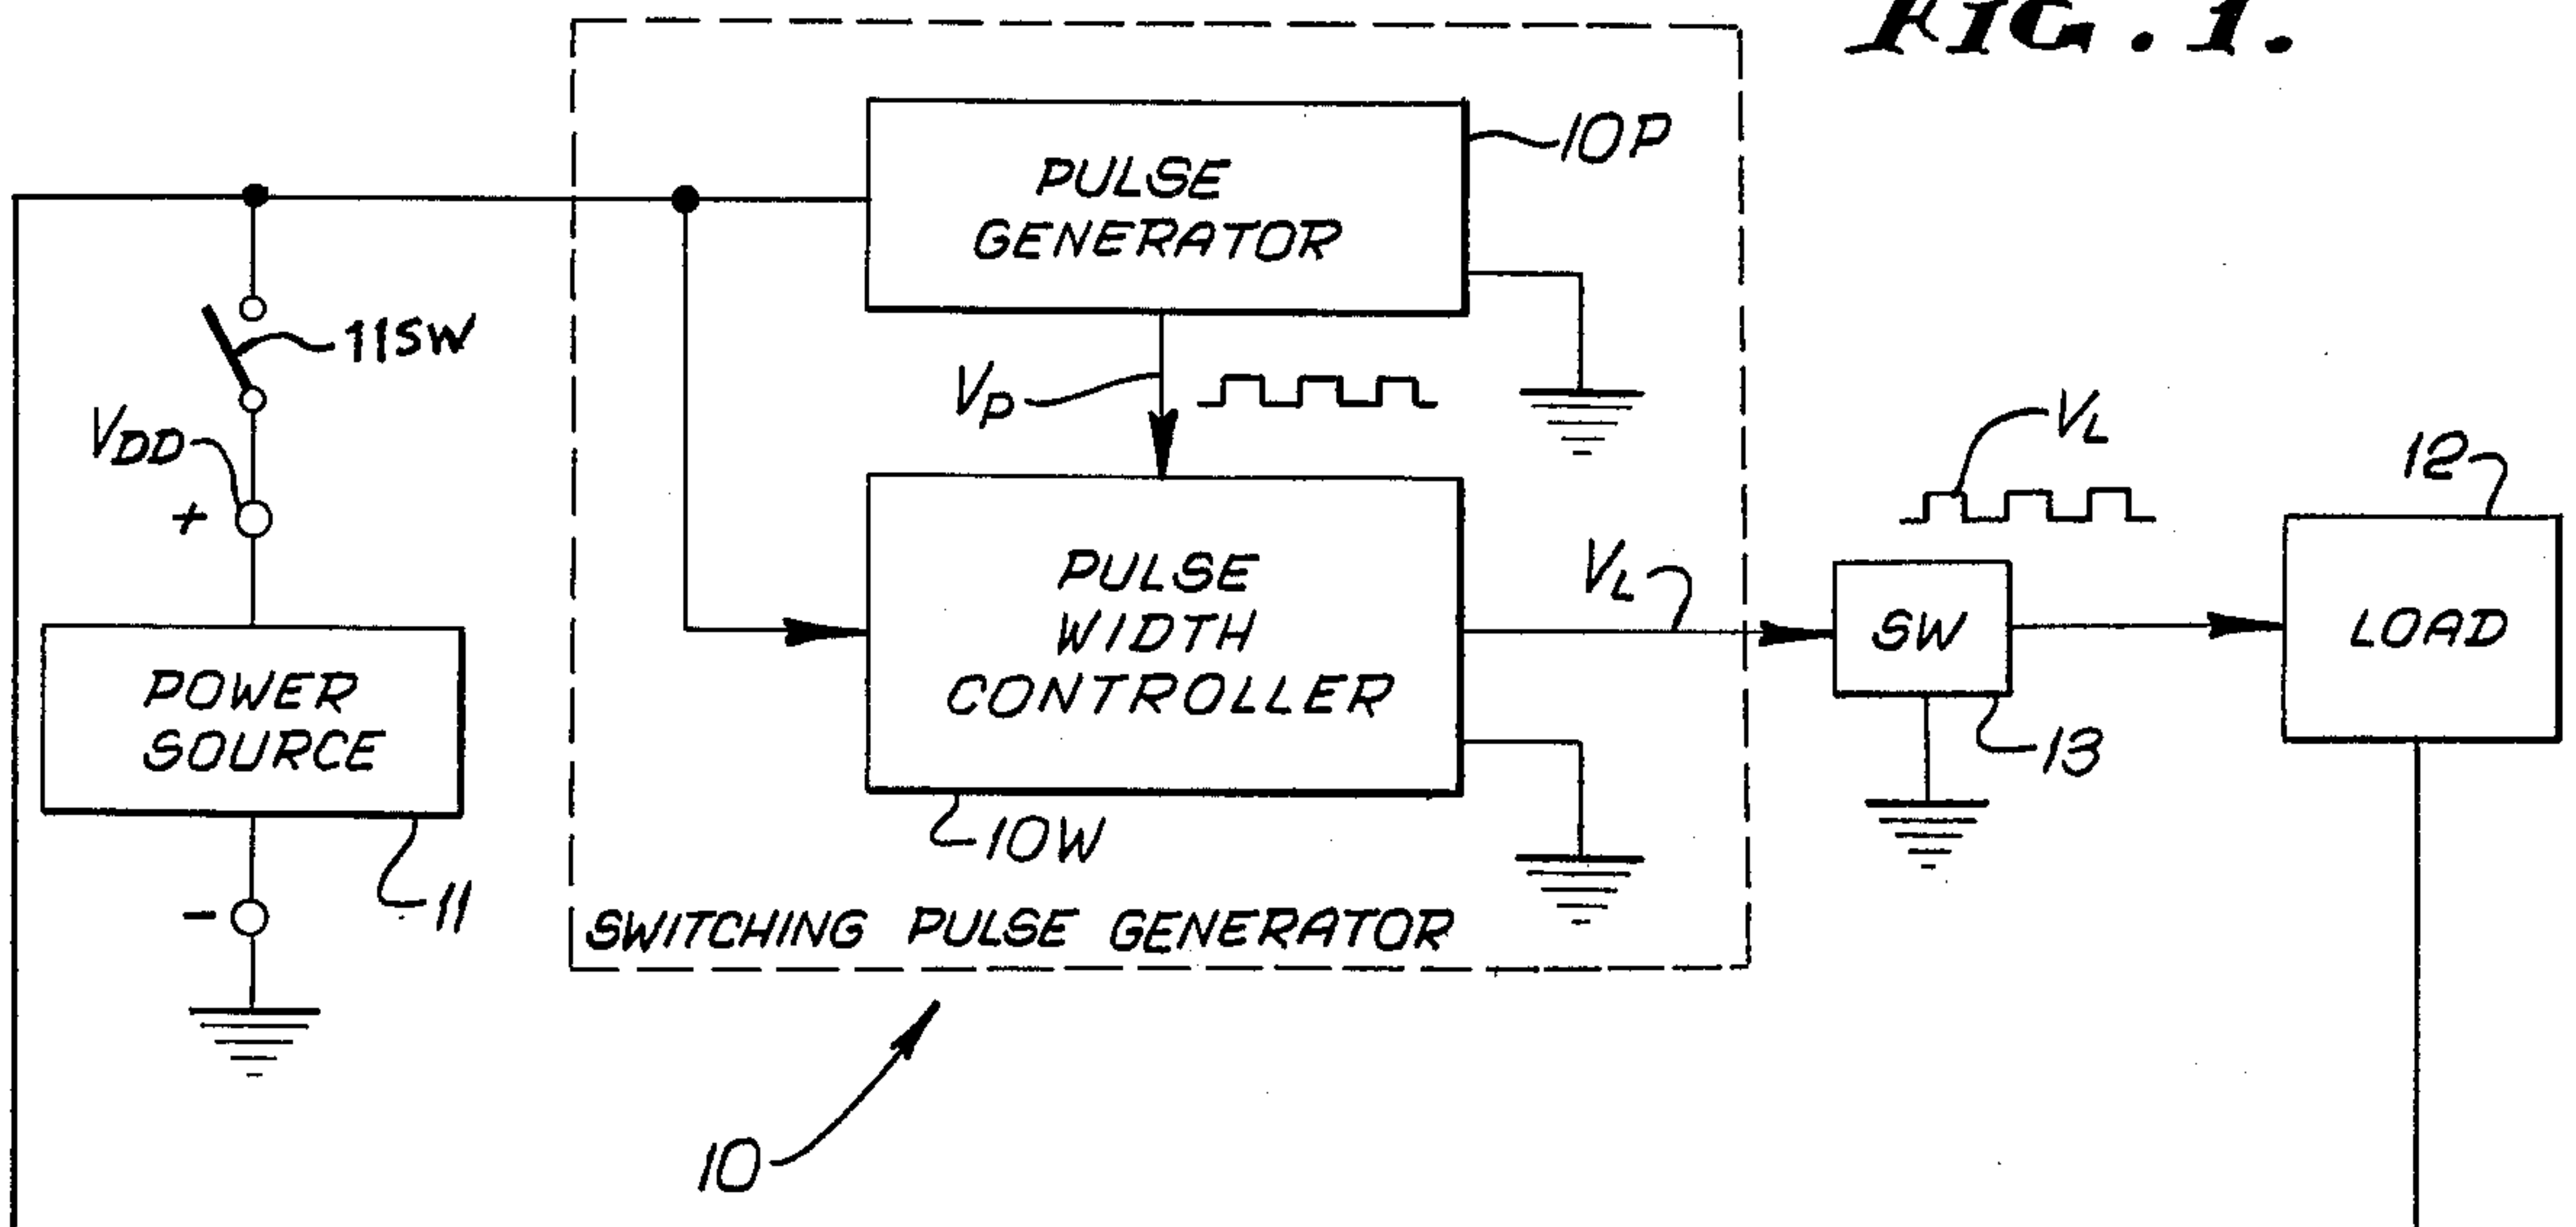 FIG. 1.
10P
PULSE
GENERATOR
11SW
VP
VDD
+
VL
12
PULSE
WIDTH
CONTROLLER
VL
SW
LOAD
POWER
SOURCE
13
10W
11
-
SWITCHING PULSE GENERATOR
10